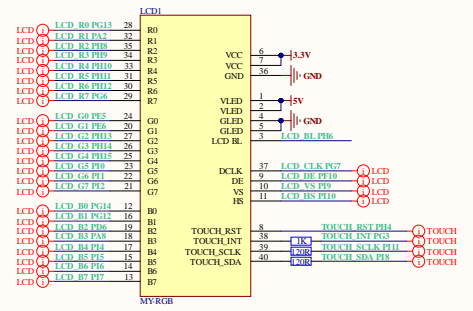 LCD1
LCD LCD_R0 PG13 28 R0
LCD LCD_R1 PA2 32 R1
LCD LCD_R2 PH8 35 R2
LCD LCD_R3 PH9 34 R3
LCD LCD_R4 PH10 33 R4
LCD LCD_R5 PH11 31 R5
LCD LCD_R6 PH12 30 R6
LCD LCD_R7 PG6 29 R7
LCD LCD_G0 PE5 24 G0
LCD LCD_G1 PE6 20 G1
LCD LCD_G2 PH13 27 G2
LCD LCD_G3 PH14 26 G3
LCD LCD_G4 PH15 25 G4
LCD LCD_G5 PI0 23 G5
LCD LCD_G6 PI1 22 G6
LCD LCD_G7 PI2 21 G7
LCD LCD_B0 PG14 12 B0
LCD LCD_B1 PG12 16 B1
LCD LCD_B2 PD6 19 B2
LCD LCD_B3 PA8 18 B3
LCD LCD_B4 PI4 17 B4
LCD LCD_B5 PI5 15 B5
LCD LCD_B6 PI6 14 B6
LCD LCD_B7 PI7 13 B7
VCC 6 3.3V
VCC 7
GND 36 GND
VLED 1 5V
VLED 2
GLED 4 GND
GLED 5
LCD BL 3 LCD_BL PH6
DCLK 37 LCD_CLK PG7 LCD
DE 9 LCD_DE PF10 LCD
VS 10 LCD_VS PI9 LCD
HS 11 LCD_HS PI10 LCD
TOUCH_RST 8 TOUCH_RST PH4 TOUCH
TOUCH_INT 38 1K TOUCH_INT PG3 TOUCH
TOUCH_SCLK 39 120R TOUCH_SCLK PI11 TOUCH
TOUCH_SDA 40 120R TOUCH_SDA PI8 TOUCH
MY-RGB